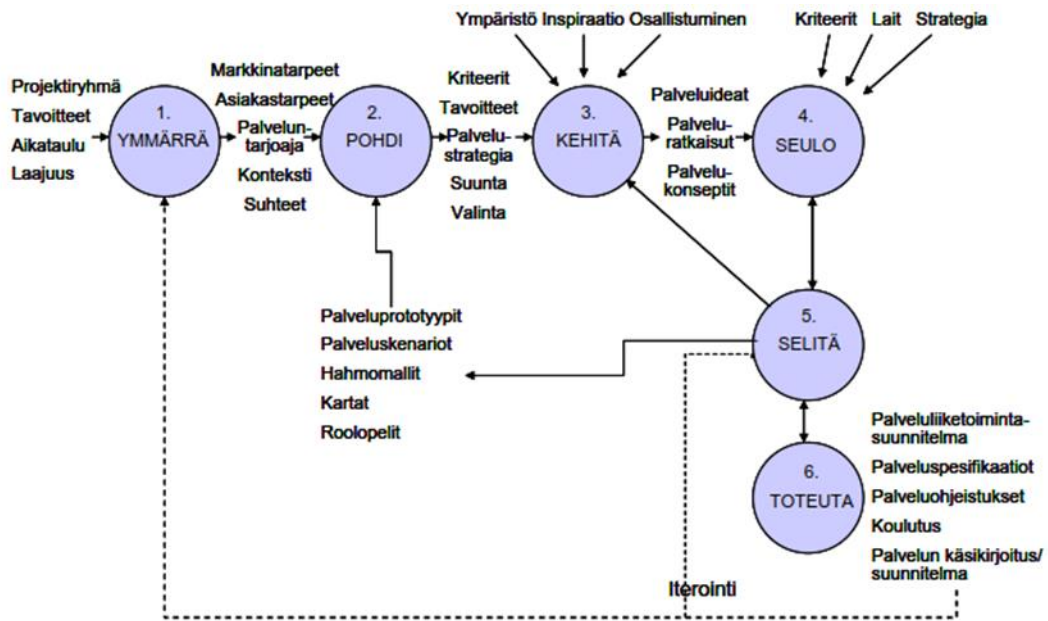 Ympäristö Inspiraatio Osallistuminen
Kriteerit Lait Strategia
Projektiryhmä
Tavoitteet
Aikataulu
Laajuus
1.
YMMÄRRÄ
Markkinatarpeet
Asiakastarpeet
Palvelun-
tarjoaja
Konteksti
Suhteet
2.
POHDI
Kriteerit
Tavoitteet
Palvelu-
strategia
Suunta
Valinta
3.
KEHITÄ
Palveluideat
Palvelu-
ratkaisut
Palvelu-
konseptit
4.
SEULO
Palveluprototyypit
Palveluskenariot
Hahmomallit
Kartat
Roolopelit
5.
SELITÄ
6.
TOTEUTA
Palveluliiketoiminta-
suunnitelma
Palveluspesifikaatiot
Palveluohjeistukset
Koulutus
Palvelun käsikirjoitus/
suunnitelma
Iterointi